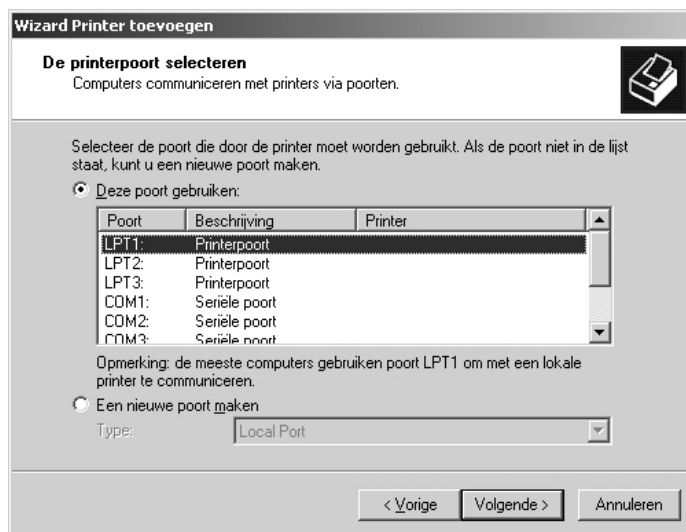 Wizard Printer toevoegen
De printerpoort selecteren
Computers communiceren met printers via poorten.
Selecteer de poort die door de printer moet worden gebruikt. Als de poort niet in de lijst
staat, kunt u een nieuwe poort maken.
Deze poort gebruiken:
Poort Beschrijving Printer
LPT1: Printerpoort
LPT2: Printerpoort
LPT3: Printerpoort
COM1: Seriële poort
COM2: Seriële poort
COM3: Seriële poort
Opmerking: de meeste computers gebruiken poort LPT1 om met een lokale
printer te communiceren.
Een nieuwe poort maken
Type: Local Port
< Vorige Volgende > Annuleren